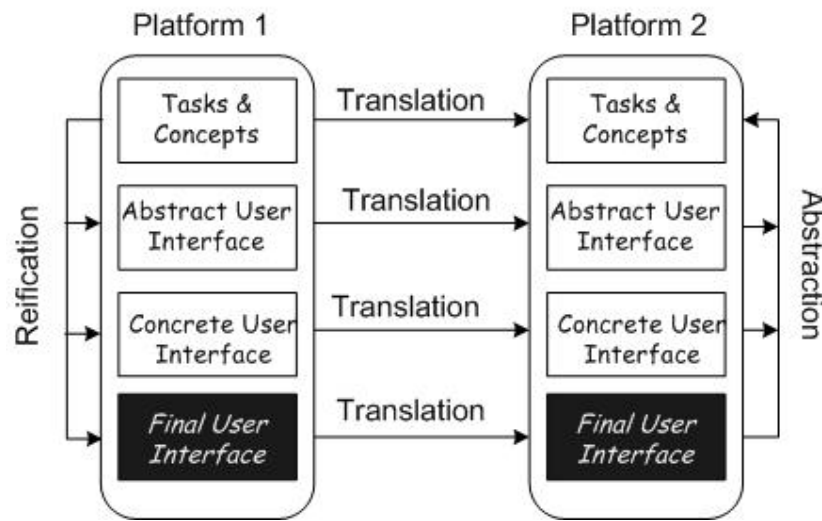 Platform 1
Platform 2
Tasks &
Concepts
Translation
Tasks &
Concepts
Abstract User
Interface
Translation
Abstract User
Interface
Concrete User
Interface
Translation
Concrete User
Interface
Final User
Interface
Translation
Final User
Interface
Reification
Abstraction